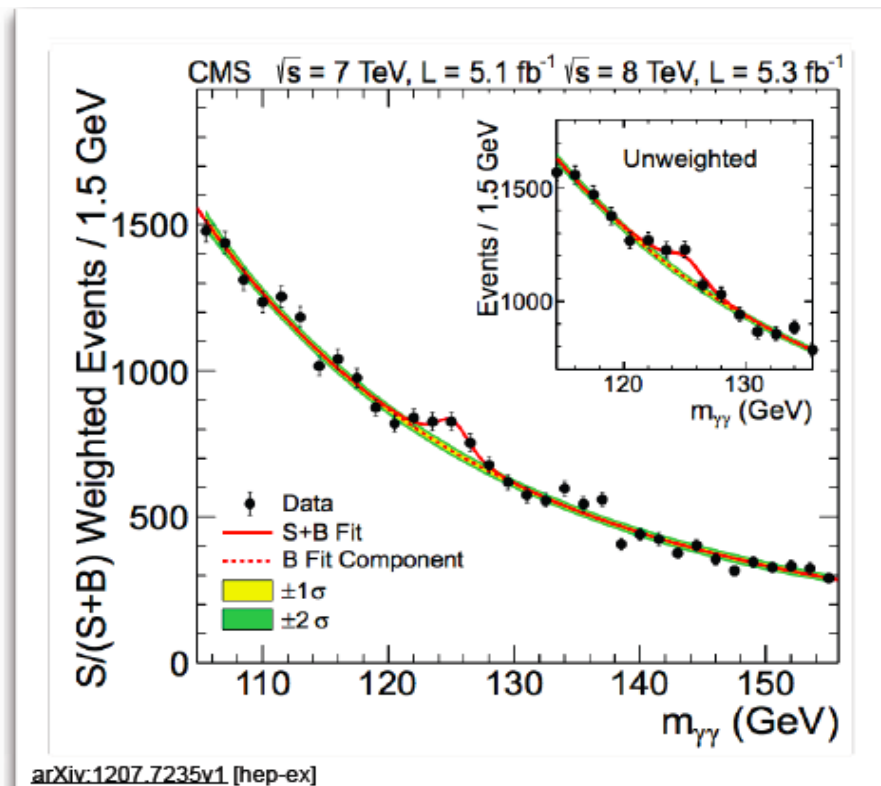 CMS √s = 7 TeV, L = 5.1 fb⁻¹ √s = 8 TeV, L = 5.3 fb⁻¹
S/(S+B) Weighted Events / 1.5 GeV
1500
1000
500
0
Unweighted
Events / 1.5 GeV
1500
1000
120 130
mγγ (GeV)
Data
S+B Fit
B Fit Component
±1σ
±2 σ
110 120 130 140 150
mγγ (GeV)
arXiv:1207.7235v1 [hep-ex]